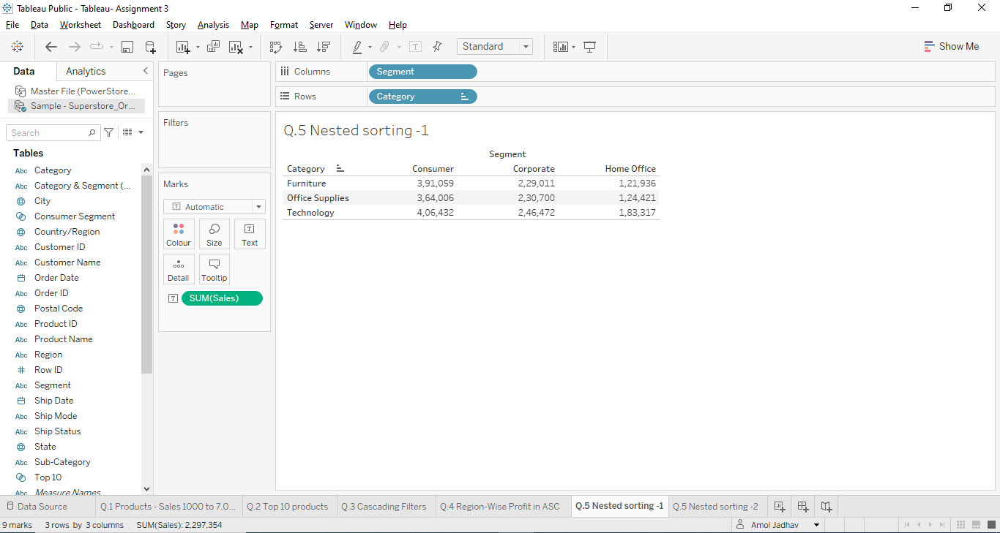 Tableau Public - Tableau- Assignment 3
File Data Worksheet Dashboard Story Analysis Map Format Server Window Help
Standard
Show Me
Data Analytics
Master File (PowerStore...
Sample - Superstore_Or...
Search
Tables
Abc Category
Abc Category & Segment (...
City
Consumer Segment
Country/Region
Abc Customer ID
Abc Customer Name
Order Date
Abc Order ID
Postal Code
Abc Product ID
Abc Product Name
Abc Region
# Row ID
Abc Segment
Ship Date
Abc Ship Mode
Abc Ship Status
State
Abc Sub-Category
Top 10
Abc Measure Names
Pages
Filters
Marks
T Automatic
Colour Size Text
Detail Tooltip
T SUM(Sales)
Columns Segment
Rows Category
Q.5 Nested sorting -1
Segment
Category Consumer Corporate Home Office
Furniture 3,91,059 2,29,011 1,21,936
Office Supplies 3,64,006 2,30,700 1,24,421
Technology 4,06,432 2,46,472 1,83,317
Data Source Q.1 Products - Sales 1000 to 7,0... Q.2 Top 10 products Q.3 Cascading Filters Q.4 Region-Wise Profit in ASC Q.5 Nested sorting -1 Q.5 Nested sorting -2
9 marks 3 rows by 3 columns SUM(Sales): 2,297,354 Amol Jadhav